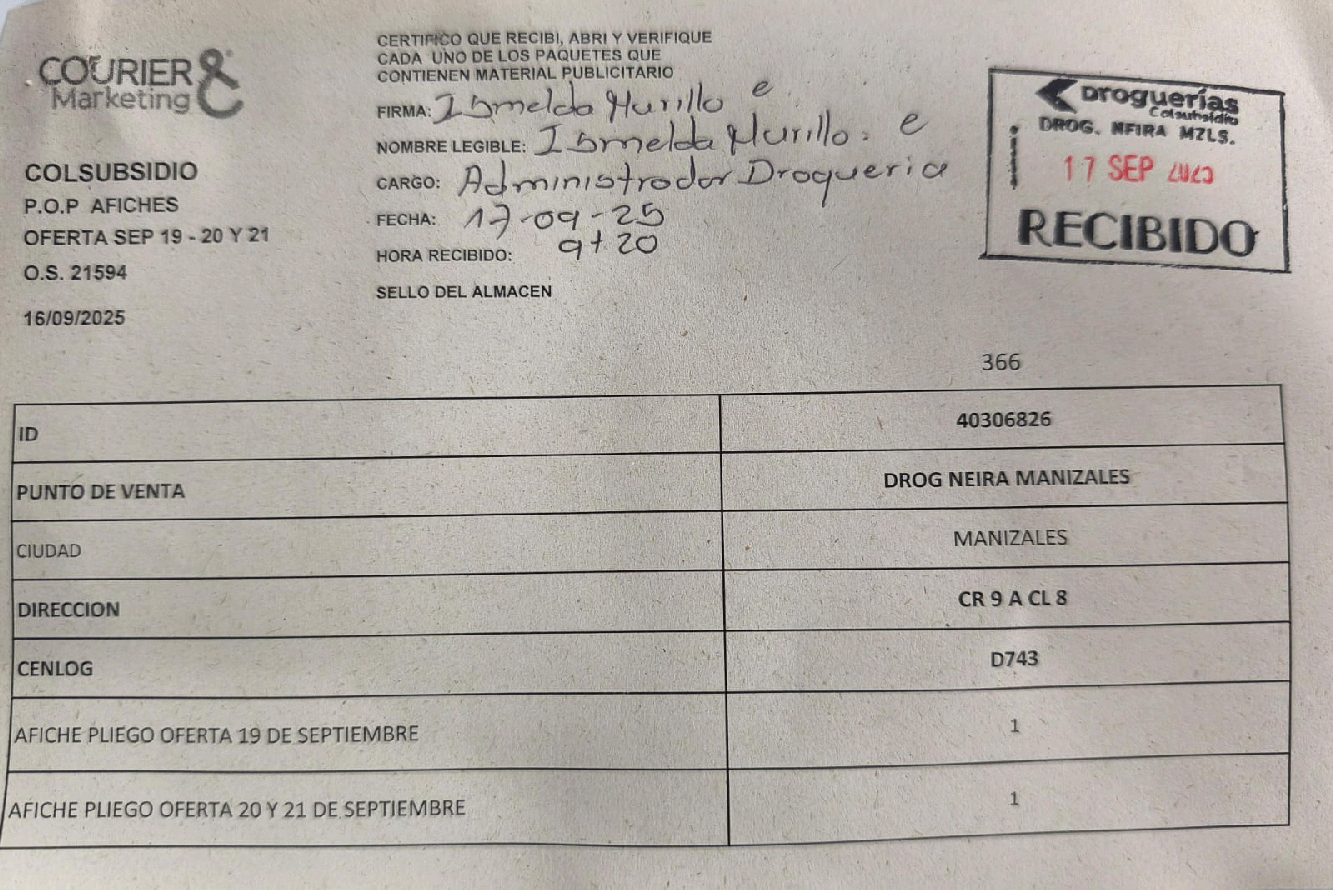 COURIER &
Marketing
COLSUBSIDIO
P.O.P AFICHES
OFERTA SEP 19 - 20 Y 21
O.S. 21594
16/09/2025
CERTIFICO QUE RECIBI, ABRI Y VERIFIQUE
CADA UNO DE LOS PAQUETES QUE
CONTIENEN MATERIAL PUBLICITARIO
FIRMA: Ismelda Murillo e
NOMBRE LEGIBLE: Ismelda Murillo. e
CARGO: Administrador Drogueria
FECHA: 17-09-25
HORA RECIBIDO: 9+20
SELLO DEL ALMACEN
Droguerías
Colsubsidio
DROG. NEIRA MZLS.
17 SEP 2025
RECIBIDO
366
ID 40306826
PUNTO DE VENTA DROG NEIRA MANIZALES
CIUDAD MANIZALES
DIRECCION CR 9 A CL 8
CENLOG D743
AFICHE PLIEGO OFERTA 19 DE SEPTIEMBRE 1
AFICHE PLIEGO OFERTA 20 Y 21 DE SEPTIEMBRE 1